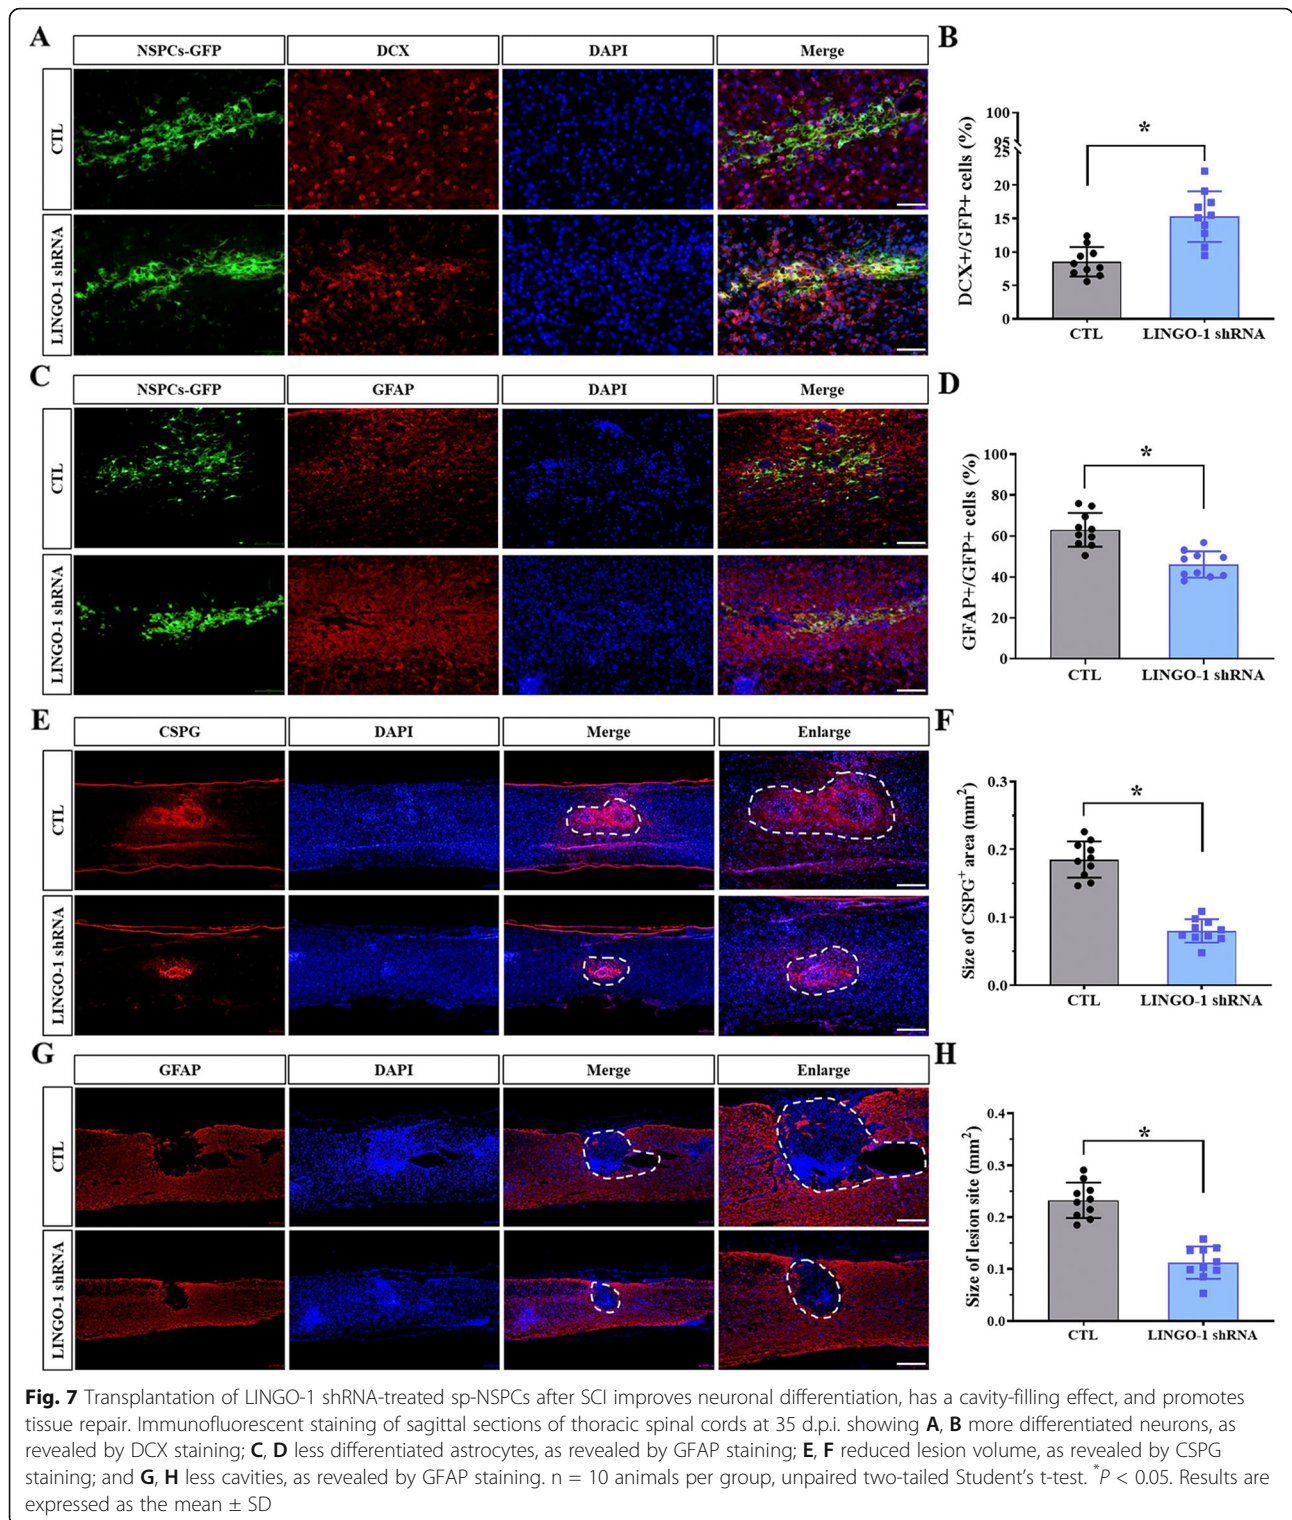 A
NSPCs-GFP DCX DAPI Merge
CTL
LINGO-1 shRNA
B
DCX+/GFP+ cells (%)
100
95
25
20
15
10
5
0
*
CTL LINGO-1 shRNA
C
NSPCs-GFP GFAP DAPI Merge
CTL
LINGO-1 shRNA
D
GFAP+/GFP+ cells (%)
100
80
60
40
20
0
*
CTL LINGO-1 shRNA
E
CSPG DAPI Merge Enlarge
CTL
LINGO-1 shRNA
F
Size of CSPG⁺ area (mm²)
0.3
0.2
0.1
0.0
*
CTL LINGO-1 shRNA
G
GFAP DAPI Merge Enlarge
CTL
LINGO-1 shRNA
H
Size of lesion site (mm²)
0.4
0.3
0.2
0.1
0.0
*
CTL LINGO-1 shRNA
Fig. 7 Transplantation of LINGO-1 shRNA-treated sp-NSPCs after SCI improves neuronal differentiation, has a cavity-filling effect, and promotes
tissue repair. Immunofluorescent staining of sagittal sections of thoracic spinal cords at 35 d.p.i. showing A, B more differentiated neurons, as
revealed by DCX staining; C, D less differentiated astrocytes, as revealed by GFAP staining; E, F reduced lesion volume, as revealed by CSPG
staining; and G, H less cavities, as revealed by GFAP staining. n = 10 animals per group, unpaired two-tailed Student's t-test. *P < 0.05. Results are
expressed as the mean ± SD